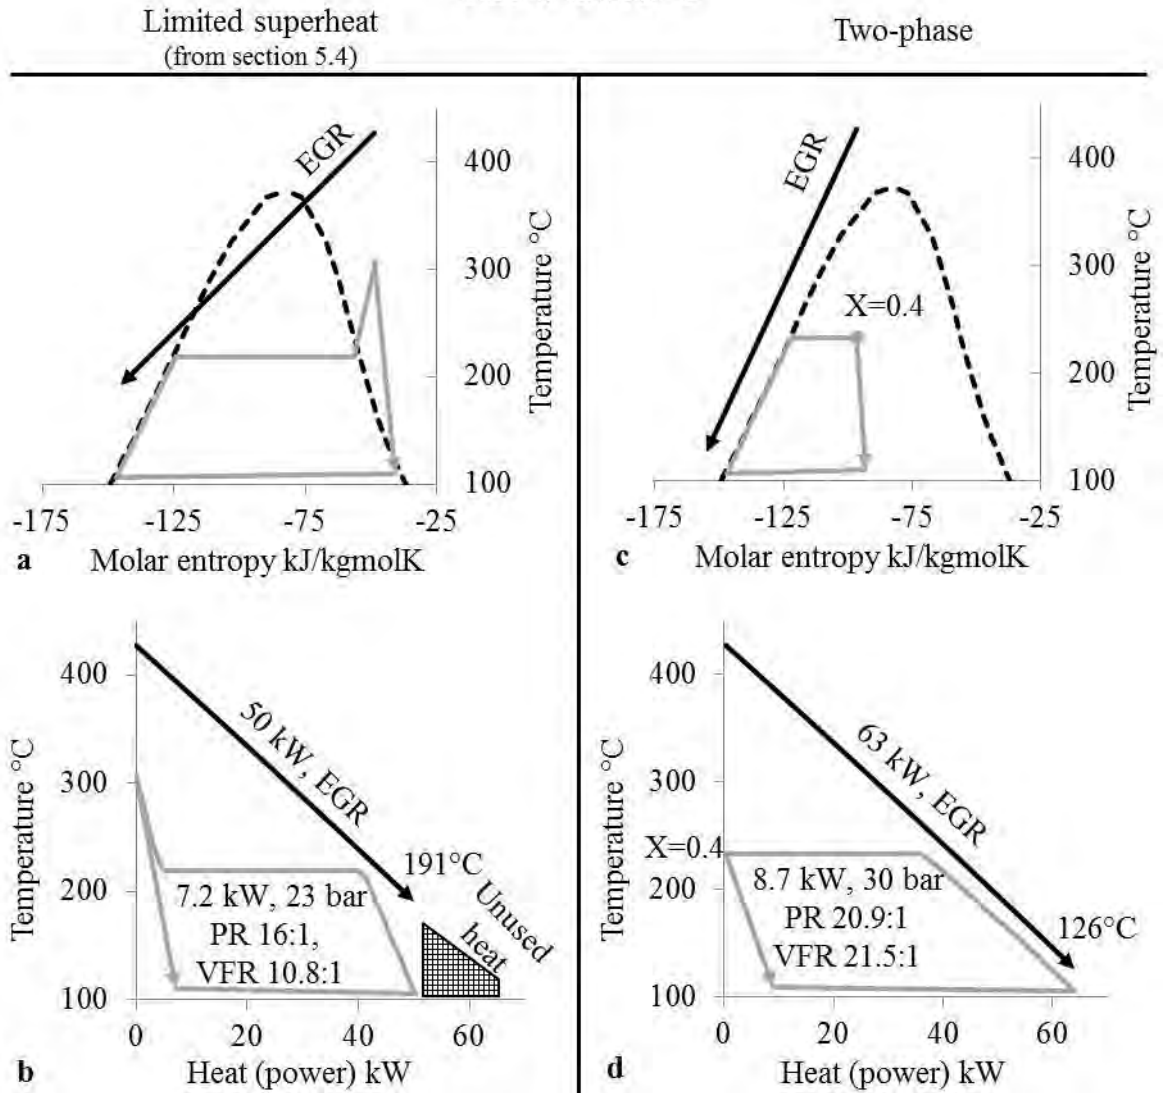 Limited superheat
(from section 5.4)
Two-phase
EGR
400
300
200
100
Temperature °C
-175
-125
-75
-25
a
Molar entropy kJ/kgmolK
EGR
X=0.4
400
300
200
100
Temperature °C
-175
-125
-75
-25
c
Molar entropy kJ/kgmolK
Temperature °C
400
300
200
100
50 kW, EGR
191°C
Unused
heat
7.2 kW, 23 bar
PR 16:1,
VFR 10.8:1
0
20
40
60
b
Heat (power) kW
Temperature °C
400
300
200
100
63 kW, EGR
X=0.4
8.7 kW, 30 bar
PR 20.9:1
VFR 21.5:1
126°C
0
20
40
60
d
Heat (power) kW